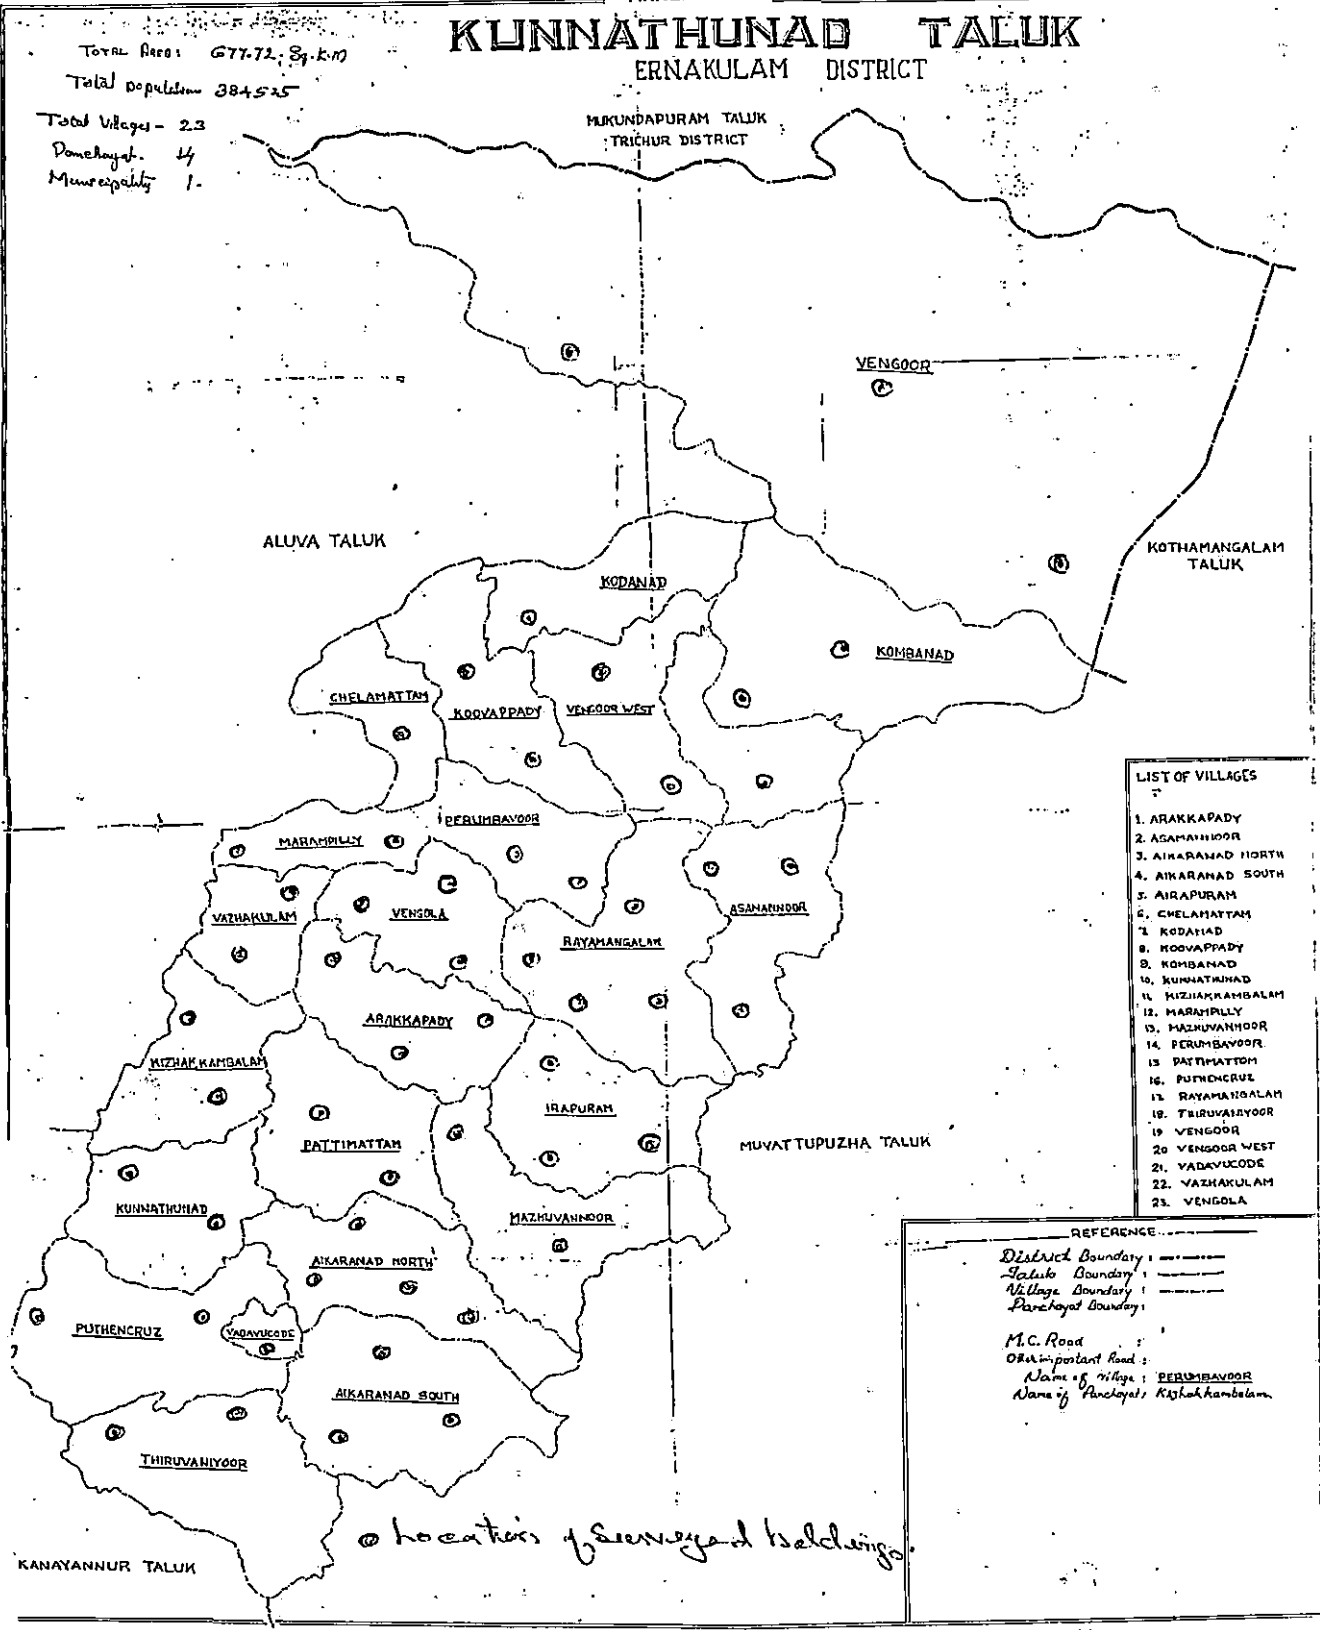 KUNNATHUNAD TALUK
ERNAKULAM DISTRICT
TOTAL Area: 677.72. Sq.K.M
Total population 384525
Total Villages - 23
Panchayat. 14
Municipality 1.
MUKUNDAPURAM TALUK
TRICHUR DISTRICT
VENGOOR
ALUVA TALUK
KOTHAMANGALAM
TALUK
KODANAD
KOMBANAD
CHELAMATTAM
KOOVAPPADY
VENGOOR WEST
PERUMBAVOOR
MARAMPILLY
VAZHAKULAM
VENGOLA
ASAMANNOOR
RAYAMANGALAM
ARAKKAPADY
KIZHAKKAMBALAM
IRAPURAM
PATTIMATTAM
MUVATTUPUZHA TALUK
KUNNATHUNAD
MAZHUVANNOOR
AIKARANAD NORTH
PUTHENCRUZ
VADAVUCODE
AIKARANAD SOUTH
THIRUVANIYOOR
KANAYANNUR TALUK
Location of Surveyed holdings.
LIST OF VILLAGES
1. ARAKKAPADY
2. ASAMANNOOR
3. AIKARANAD NORTH
4. AIKARANAD SOUTH
5. AIRAPURAM
6. CHELAMATTAM
7. KODANAD
8. KOOVAPPADY
9. KOMBANAD
10. KUNNATHUNAD
11. KIZHAKKAMBALAM
12. MARAMPILLY
13. MAZHUVANNOOR
14. PERUMBAVOOR
15 PATTIMATTOM
16. PUTHENCRUZ
17. RAYAMANGALAM
18. THIRUVANIYOOR
19 VENGOOR
20 VENGOOR WEST
21. VADAVUCODE
22. VAZHAKULAM
23. VENGOLA
REFERENCE
District Boundary :
Taluk Boundary :
Village Boundary :
Panchayat Boundary :
M.C. Road :
Other important Road :
Name of Village : PERUMBAVOOR
Name of Panchayat : Kizhakkambalam